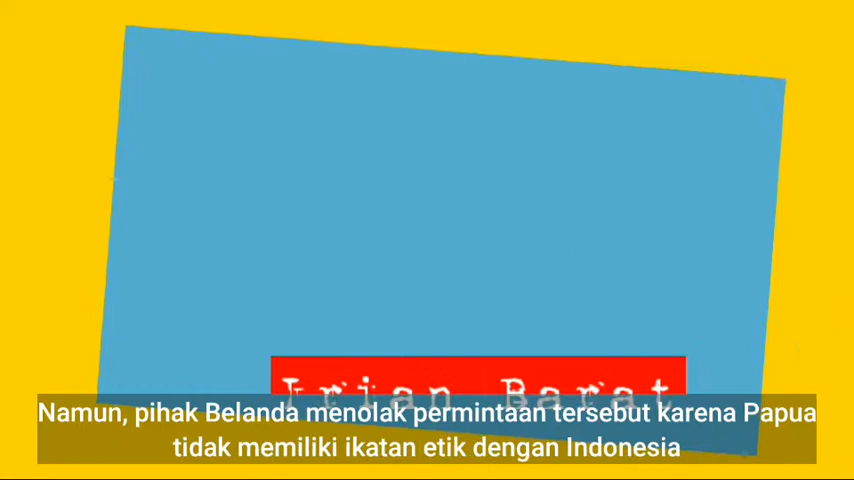 Irian Barat
Namun, pihak Belanda menolak permintaan tersebut karena Papua
tidak memiliki ikatan etik dengan Indonesia